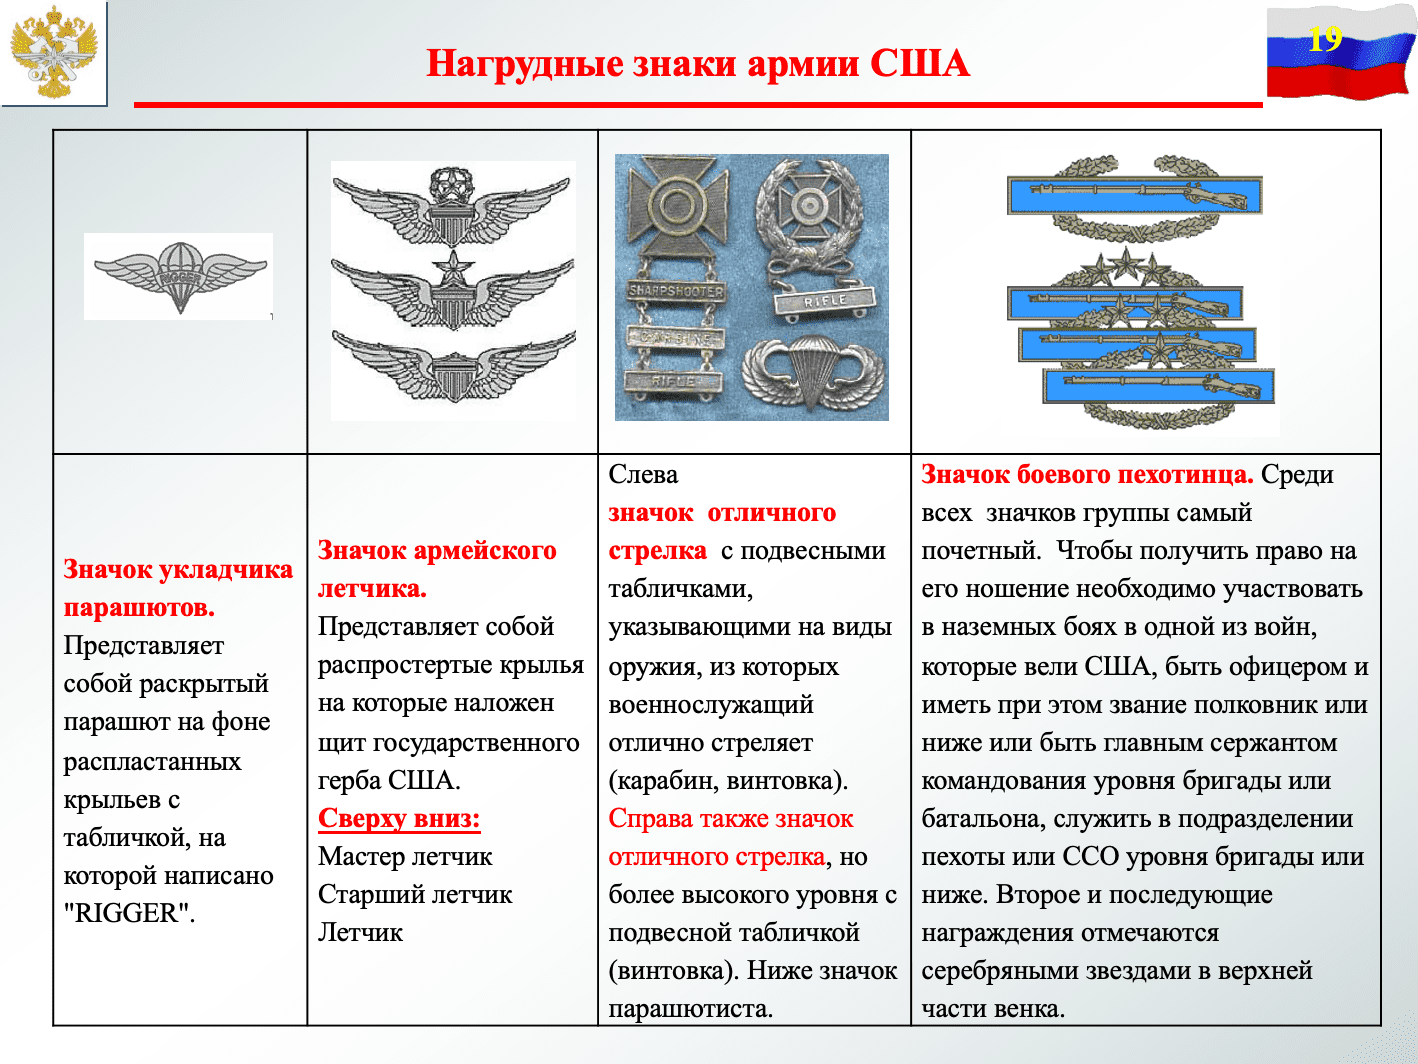 Нагрудные знаки армии США
19
RIGGER
SHARPSHOOTER
CARBINE
RIFLE
RIFLE
Значок укладчика
парашютов.
Представляет
собой раскрытый
парашют на фоне
распластанных
крыльев с
табличкой, на
которой написано
"RIGGER".
Значок армейского
летчика.
Представляет собой
распростертые крылья
на которые наложен
щит государственного
герба США.
Сверху вниз:
Мастер летчик
Старший летчик
Летчик
Слева
значок отличного
стрелка с подвесными
табличками,
указывающими на виды
оружия, из которых
военнослужащий
отлично стреляет
(карабин, винтовка).
Справа также значок
отличного стрелка, но
более высокого уровня с
подвесной табличкой
(винтовка). Ниже значок
парашютиста.
Значок боевого пехотинца. Среди
всех значков группы самый
почетный. Чтобы получить право на
его ношение необходимо участвовать
в наземных боях в одной из войн,
которые вели США, быть офицером и
иметь при этом звание полковник или
ниже или быть главным сержантом
командования уровня бригады или
батальона, служить в подразделении
пехоты или ССО уровня бригады или
ниже. Второе и последующие
награждения отмечаются
серебряными звездами в верхней
части венка.